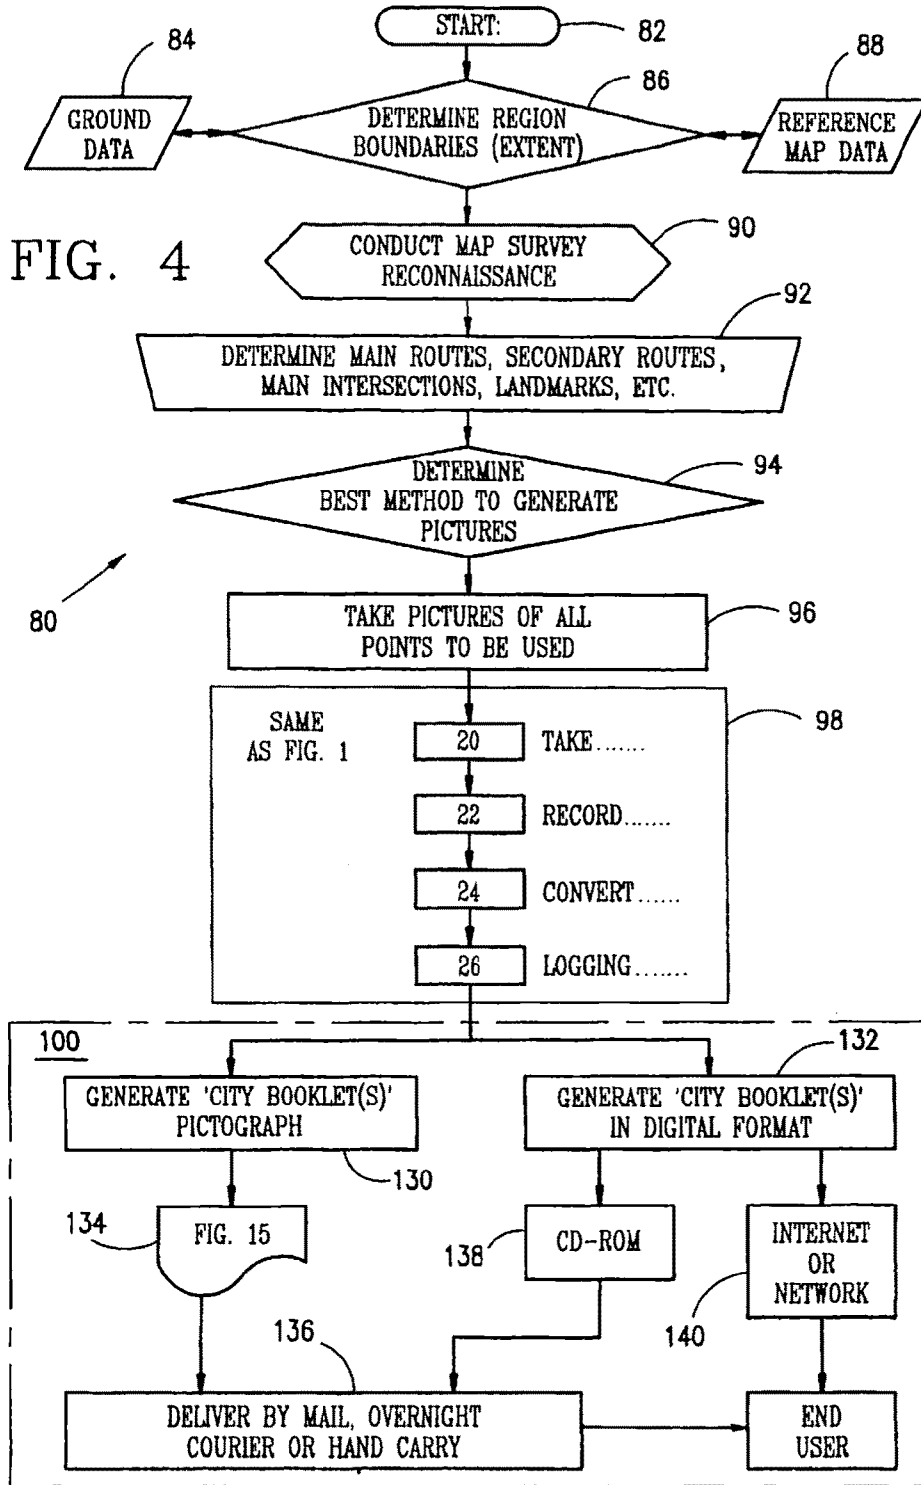 START:
82
84
86
88
GROUND
DATA
DETERMINE REGION
BOUNDARIES (EXTENT)
REFERENCE
MAP DATA
FIG. 4
CONDUCT MAP SURVEY
RECONNAISSANCE
90
92
DETERMINE MAIN ROUTES, SECONDARY ROUTES,
MAIN INTERSECTIONS, LANDMARKS, ETC.
DETERMINE
BEST METHOD TO GENERATE
PICTURES
94
80
TAKE PICTURES OF ALL
POINTS TO BE USED
96
98
SAME
AS FIG. 1
20 TAKE.......
22 RECORD.......
24 CONVERT......
26 LOGGING.......
100
132
GENERATE 'CITY BOOKLET(S)'
PICTOGRAPH
130
GENERATE 'CITY BOOKLET(S)'
IN DIGITAL FORMAT
134
FIG. 15
138
CD-ROM
INTERNET
OR
NETWORK
140
136
DELIVER BY MAIL, OVERNIGHT
COURIER OR HAND CARRY
END
USER